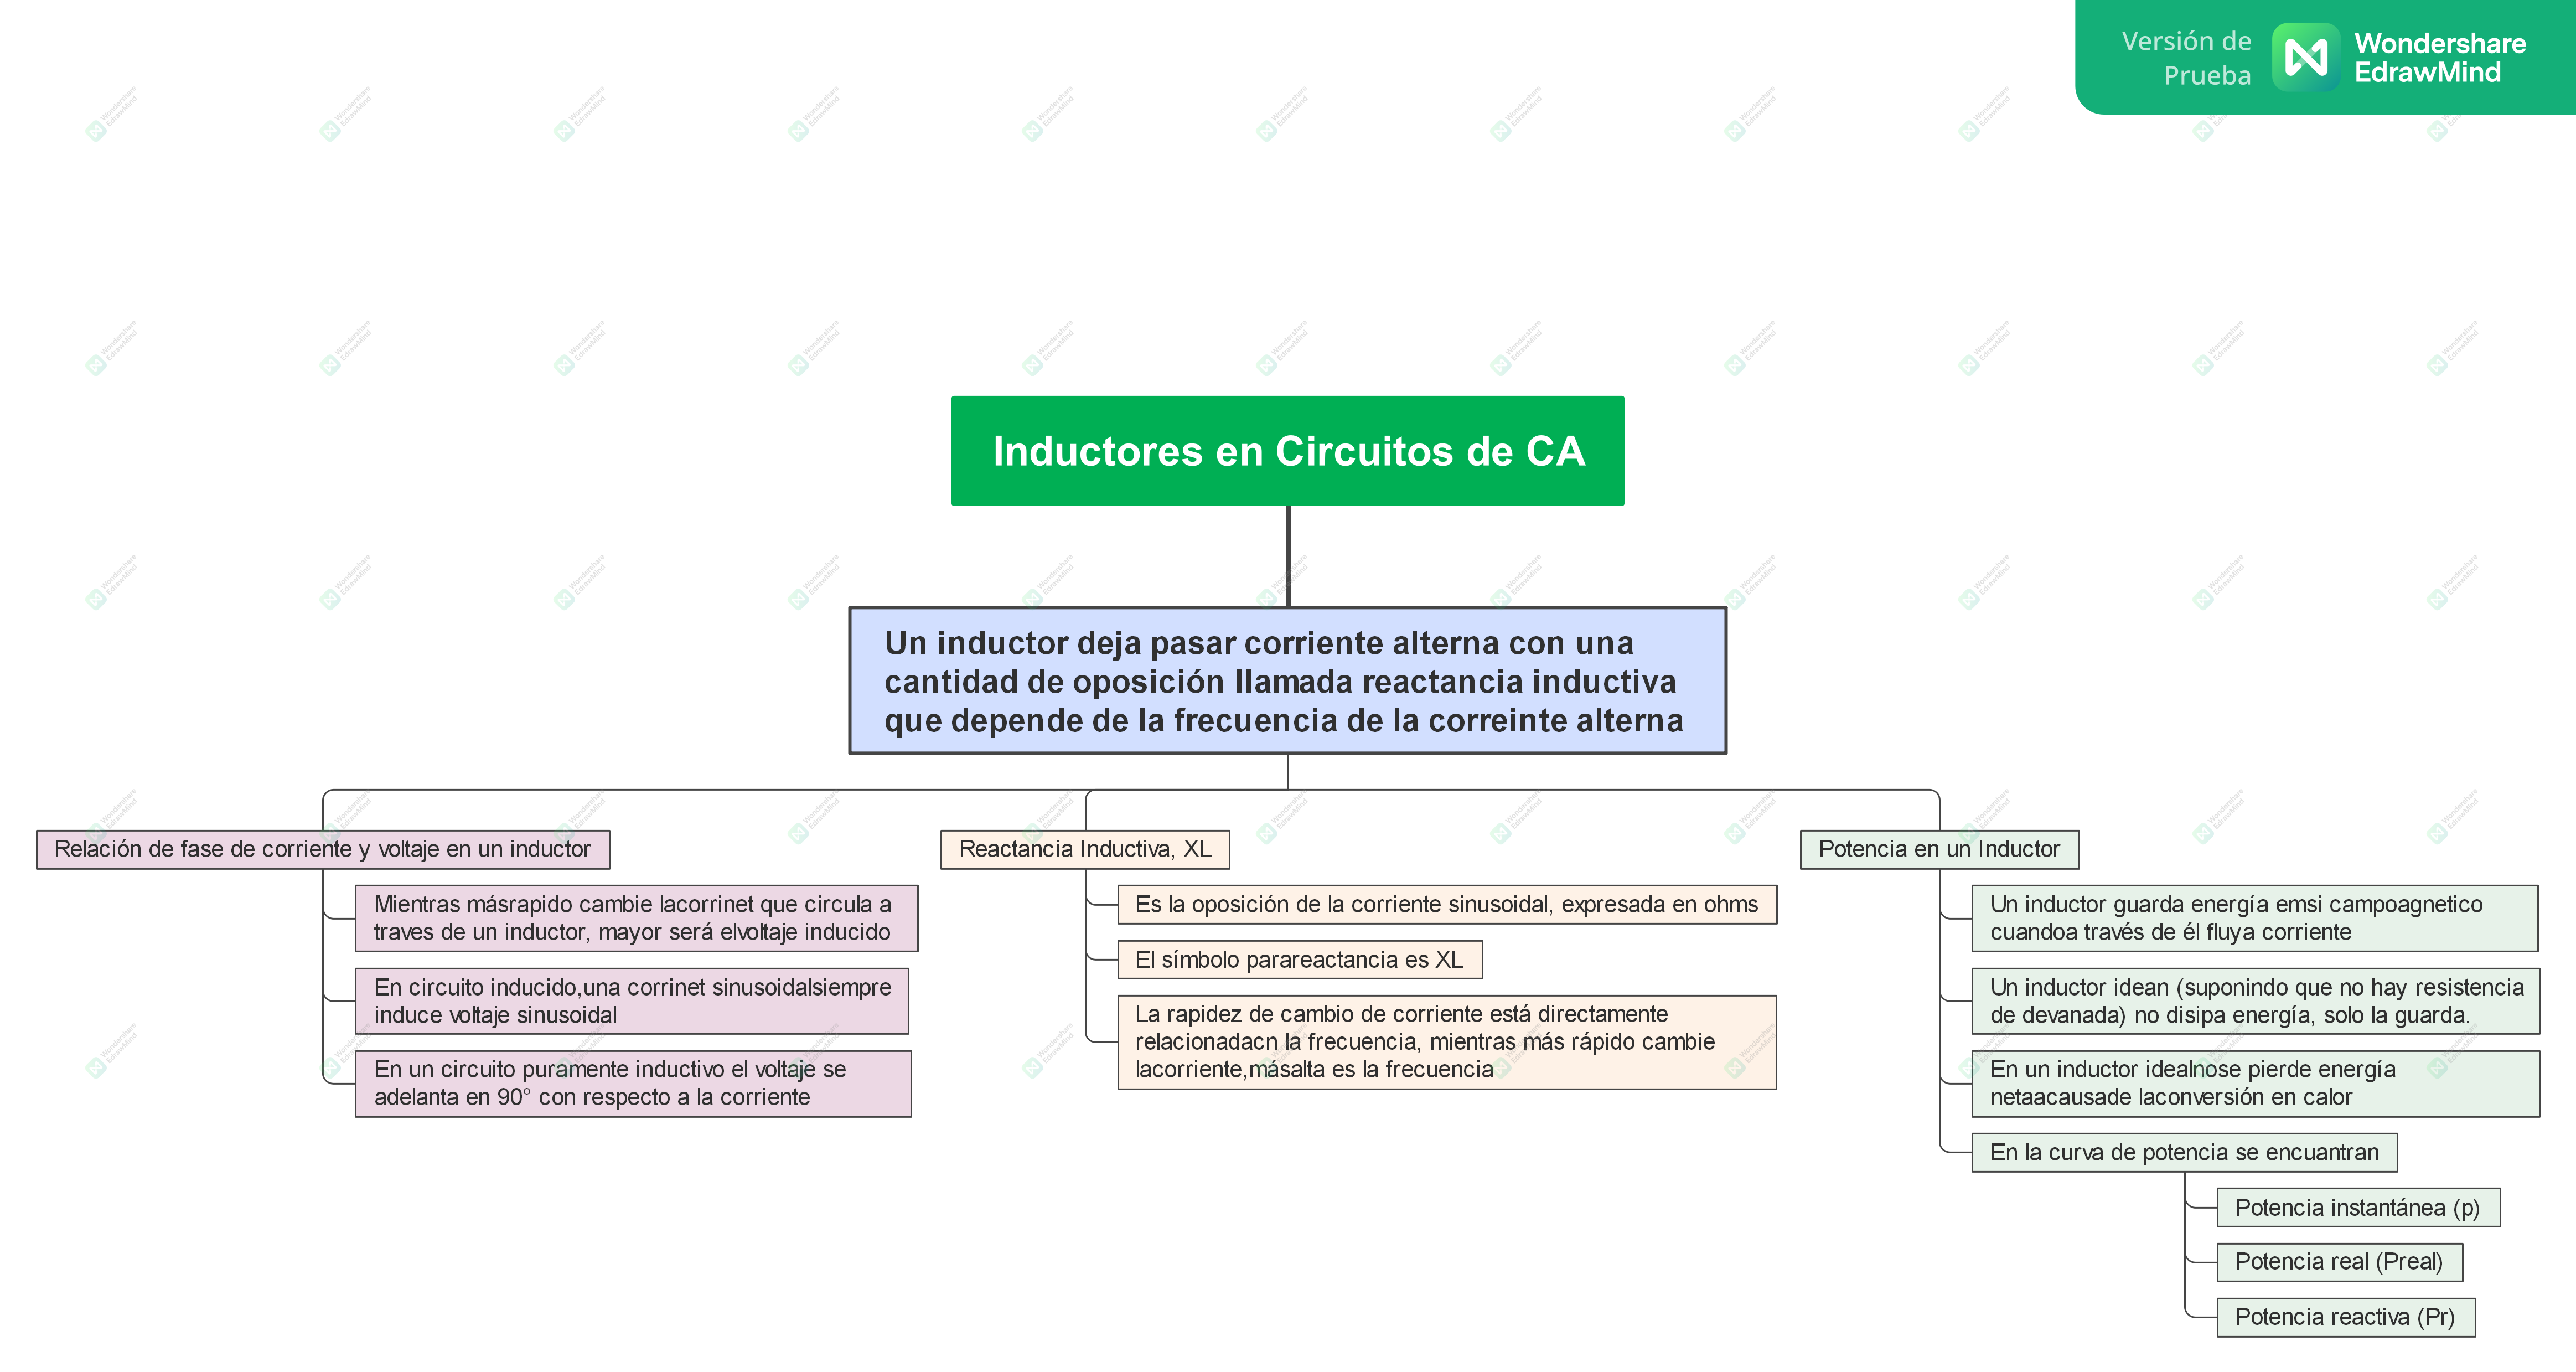 Versión de
Prueba
Wondershare
EdrawMind
Inductores en Circuitos de CA
Un inductor deja pasar corriente alterna con una
cantidad de oposición llamada reactancia inductiva
que depende de la frecuencia de la correinte alterna
Relación de fase de corriente y voltaje en un inductor
Mientras másrapido cambie lacorrinet que circula a
traves de un inductor, mayor será elvoltaje inducido
En circuito inducido,una corrinet sinusoidalsiempre
induce voltaje sinusoidal
En un circuito puramente inductivo el voltaje se
adelanta en 90° con respecto a la corriente
Reactancia Inductiva, XL
Es la oposición de la corriente sinusoidal, expresada en ohms
El símbolo parareactancia es XL
La rapidez de cambio de corriente está directamente
relacionadacn la frecuencia, mientras más rápido cambie
lacorriente,másalta es la frecuencia
Potencia en un Inductor
Un inductor guarda energía emsi campoagnetico
cuandoa través de él fluya corriente
Un inductor idean (suponindo que no hay resistencia
de devanada) no disipa energía, solo la guarda.
En un inductor idealnose pierde energía
netaacausade laconversión en calor
En la curva de potencia se encuantran
Potencia instantánea (p)
Potencia real (Preal)
Potencia reactiva (Pr)